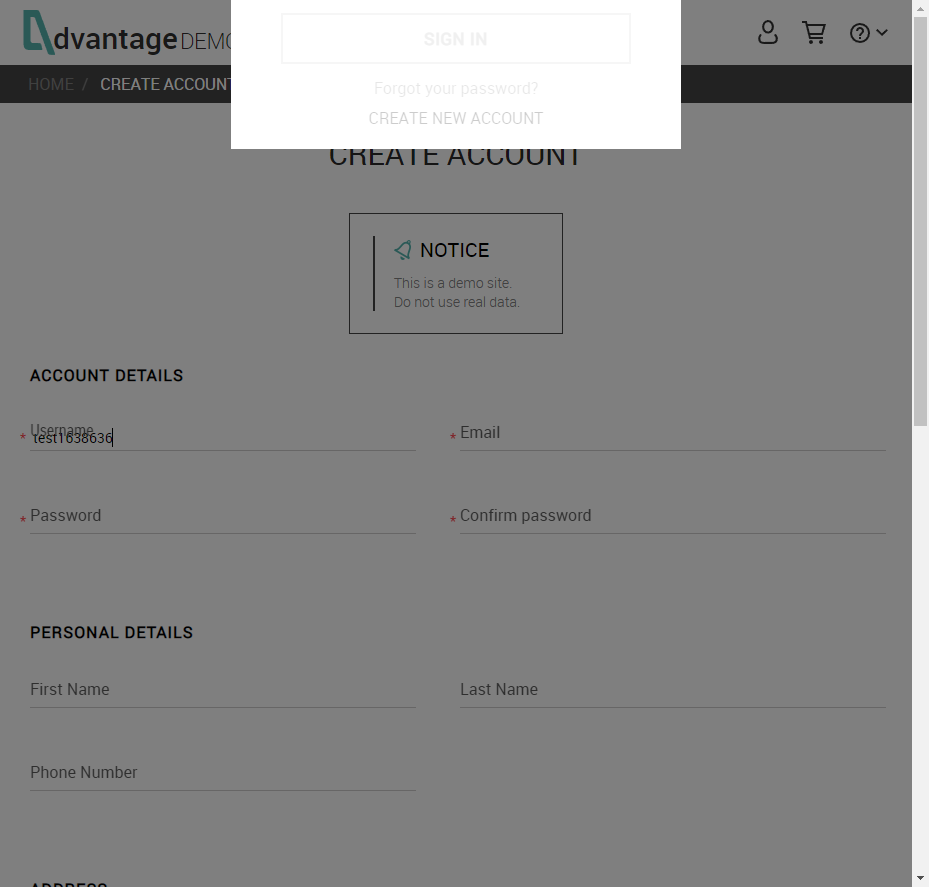 dvantage DEMO
SIGN IN
Forgot your password?
CREATE NEW ACCOUNT
HOME / CREATE ACCOUNT
CREATE ACCOUNT
NOTICE
This is a demo site.
Do not use real data.
ACCOUNT DETAILS
Username
* test1638636
* Email
* Password
* Confirm password
PERSONAL DETAILS
First Name
Last Name
Phone Number
ADDRESS